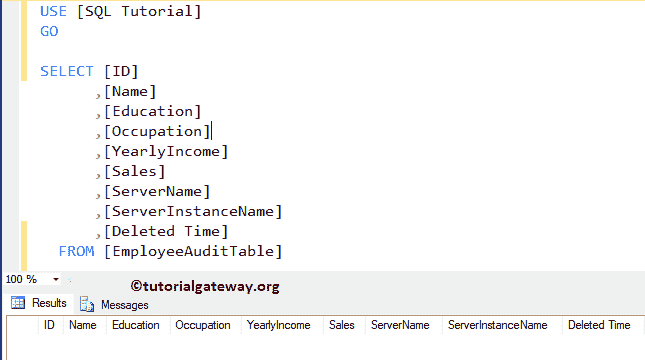 USE [SQL Tutorial]
GO
SELECT [ID]
,[Name]
,[Education]
,[Occupation]
,[YearlyIncome]
,[Sales]
,[ServerName]
,[ServerInstanceName]
,[Deleted Time]
FROM [EmployeeAuditTable]
100 %
©tutorialgateway.org
Results Messages
ID Name Education Occupation YearlyIncome Sales ServerName ServerInstanceName Deleted Time